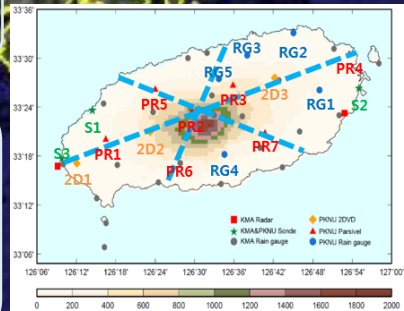 33°36'
33°30'
33°24'
33°18'
33°12'
33°06'
RG3
RG2
PR4
RG5
PR5
PR3
2D3
RG1
S2
S1
PR2
S3
PR1
2D2
PR7
2D1
PR6
RG4
KMA Radar
KMA&PKNU Sonde
KMA Rain gauge
PKNU 2DVD
PKNU Parsivel
PKNU Rain gauge
126°06' 126°12' 126°18' 126°24' 126°30' 126°36' 126°42' 126°48' 126°54' 127°00'
0 200 400 600 800 1000 1200 1400 1600 1800 2000